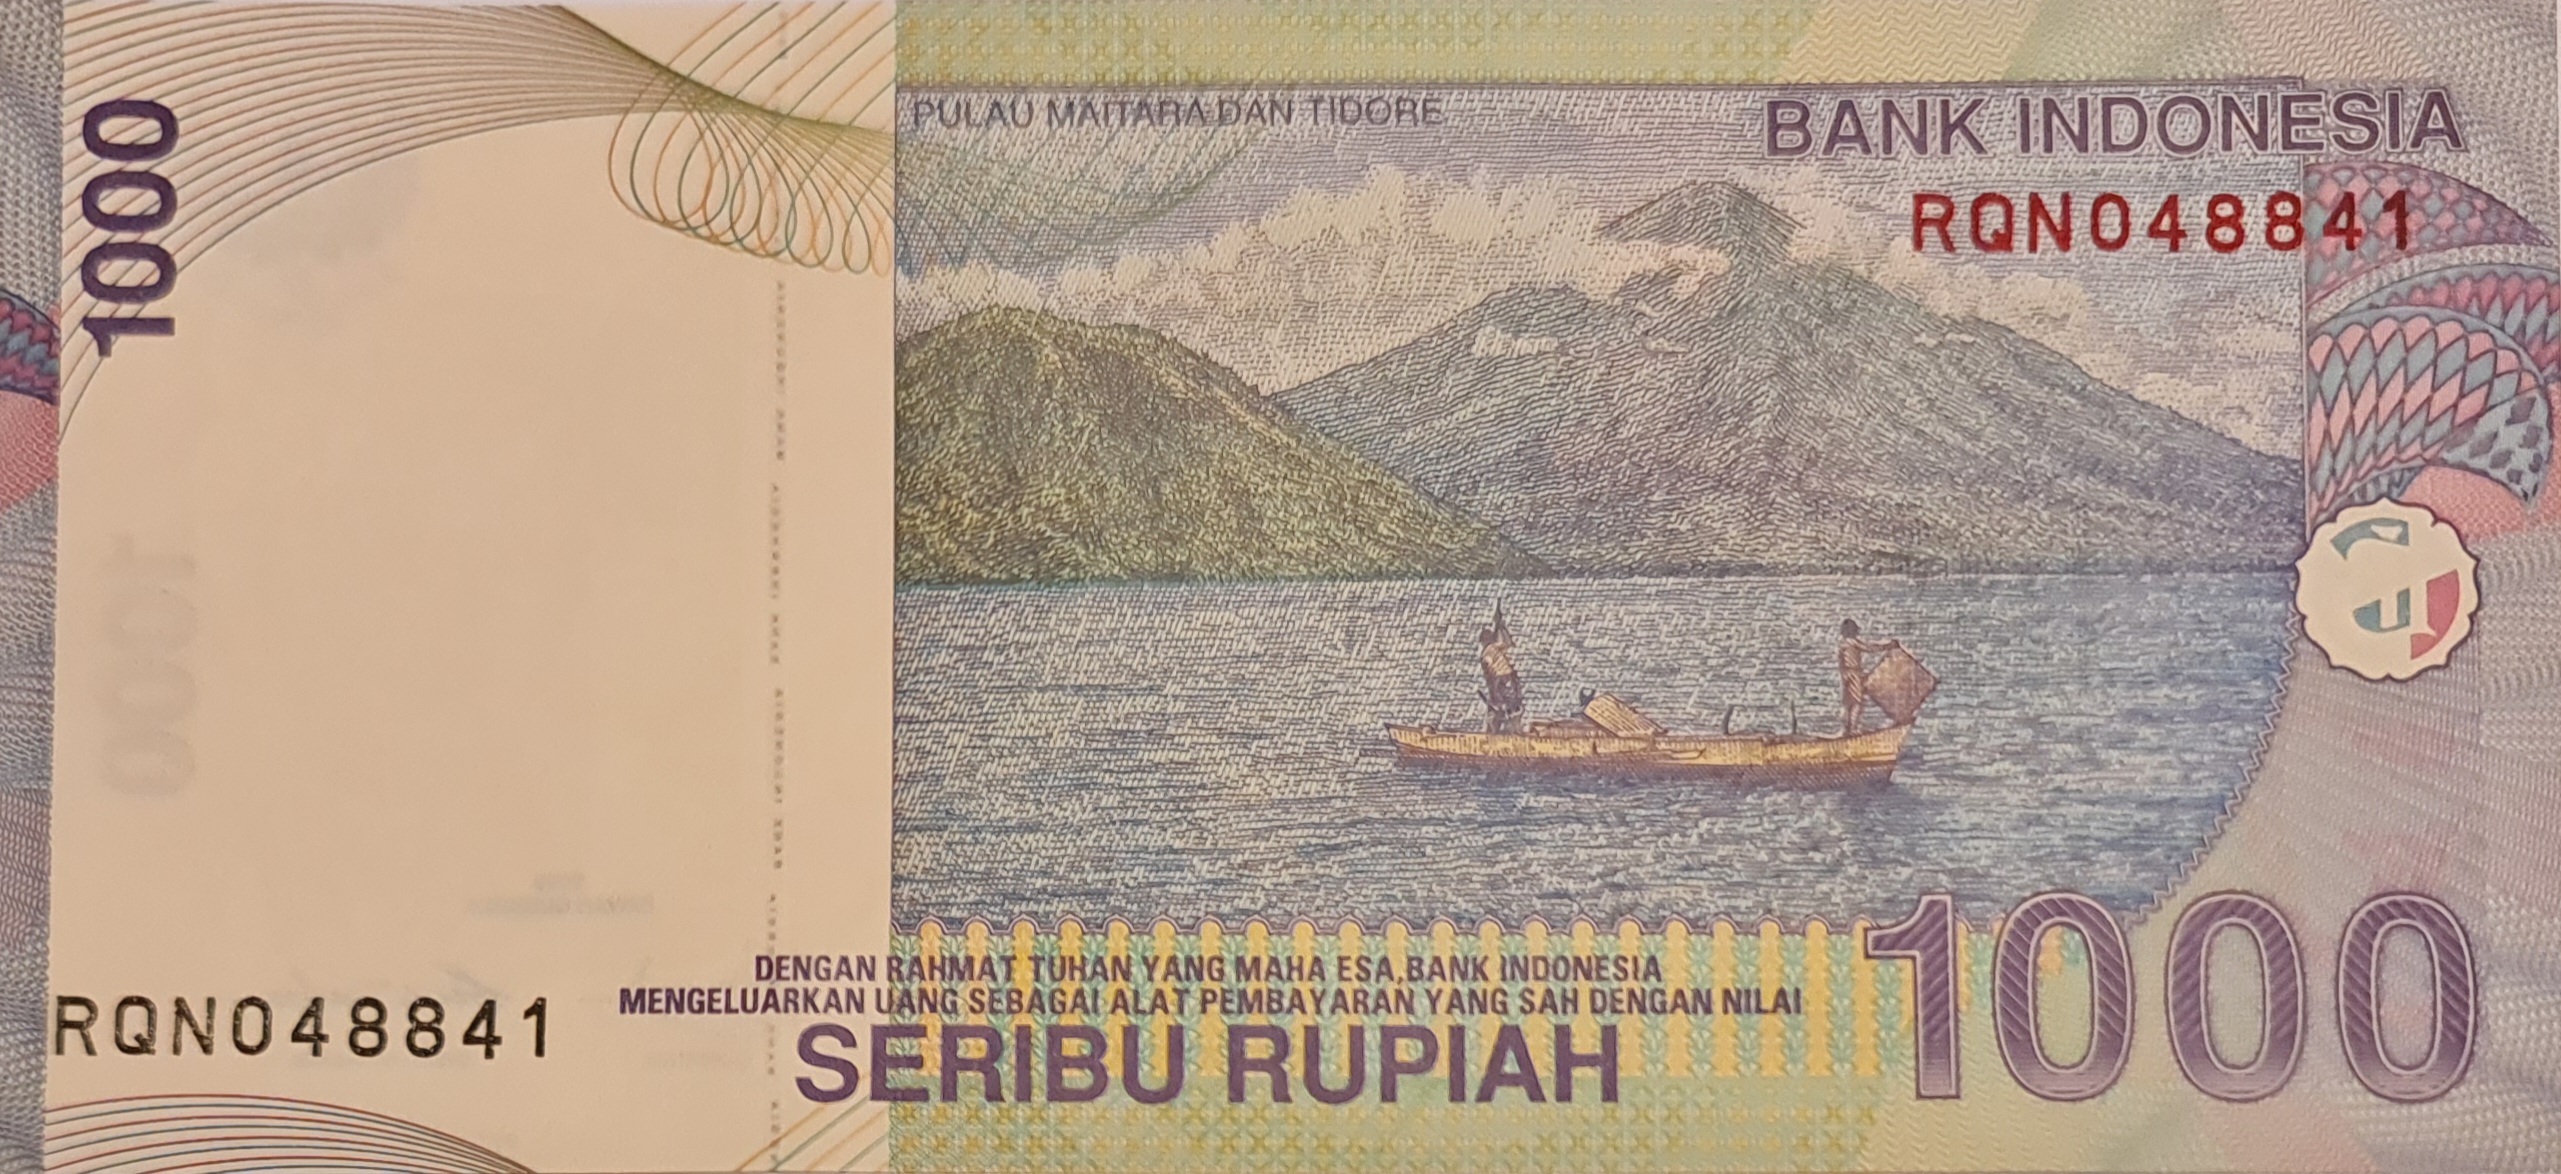 1000
PULAU MAITARA DAN TIDORE
BANK INDONESIA
RQN048841
DENGAN RAHMAT TUHAN YANG MAHA ESA,BANK INDONESIA
MENGELUARKAN UANG SEBAGAI ALAT PEMBAYARAN YANG SAH DENGAN NILAI
RQN048841
SERIBU RUPIAH
1000